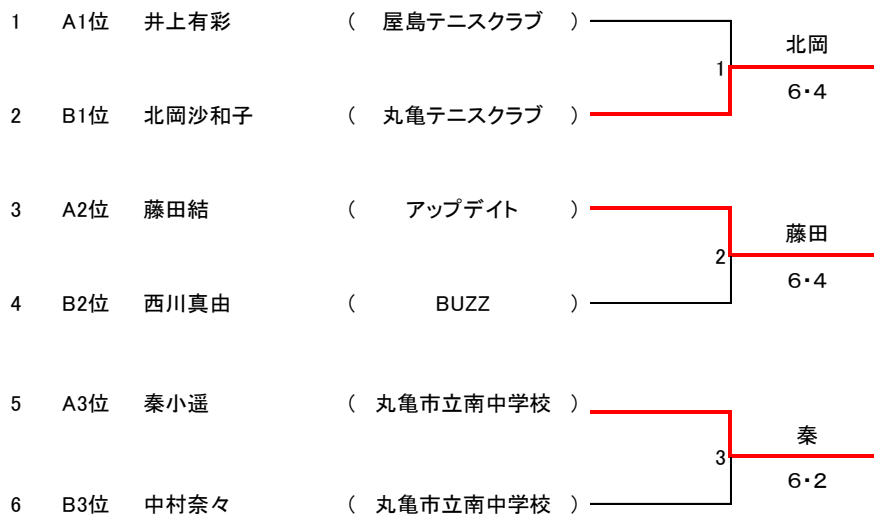 1 A1位 井上有彩 ( 屋島テニスクラブ )
北岡
1
6・4
2 B1位 北岡沙和子 ( 丸亀テニスクラブ )
3 A2位 藤田結 ( アップデイト )
藤田
2
6・4
4 B2位 西川真由 ( BUZZ )
5 A3位 秦小遥 ( 丸亀市立南中学校 )
秦
3
6・2
6 B3位 中村奈々 ( 丸亀市立南中学校 )